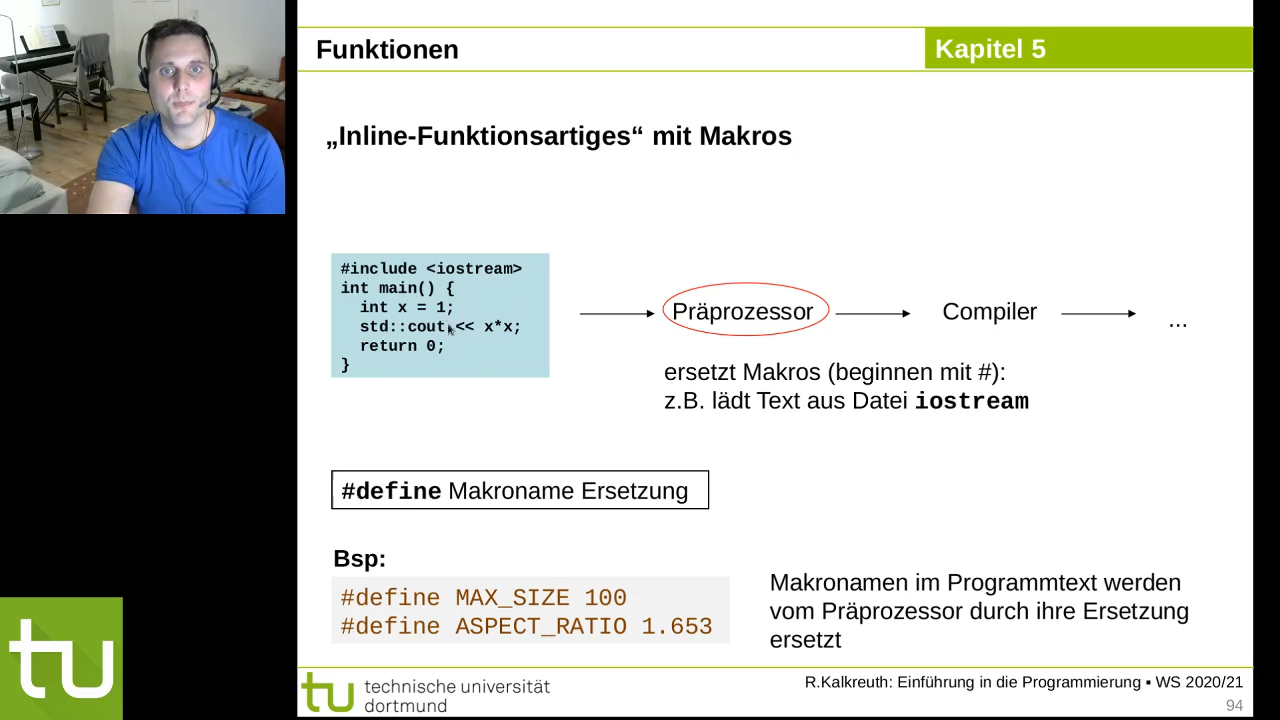 Funktionen
Kapitel 5
„Inline-Funktionsartiges“ mit Makros
#include <iostream>
int main() {
  int x = 1;
  std::cout << x*x;
  return 0;
}
Präprozessor
Compiler
...
ersetzt Makros (beginnen mit #):
z.B. lädt Text aus Datei iostream
#define Makroname Ersetzung
Bsp:
#define MAX_SIZE 100
#define ASPECT_RATIO 1.653
Makronamen im Programmtext werden
vom Präprozessor durch ihre Ersetzung
ersetzt
tu
tu technische universität
dortmund
R.Kalkreuth: Einführung in die Programmierung ▪ WS 2020/21
94